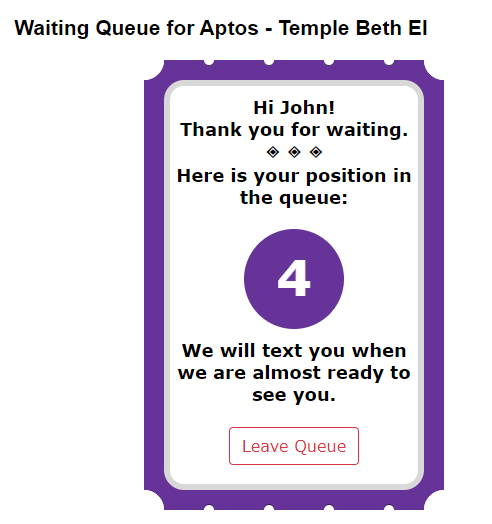 Waiting Queue for Aptos - Temple Beth El
Hi John!
Thank you for waiting.
◈ ◈ ◈
Here is your position in
the queue:
4
We will text you when
we are almost ready to
see you.
Leave Queue